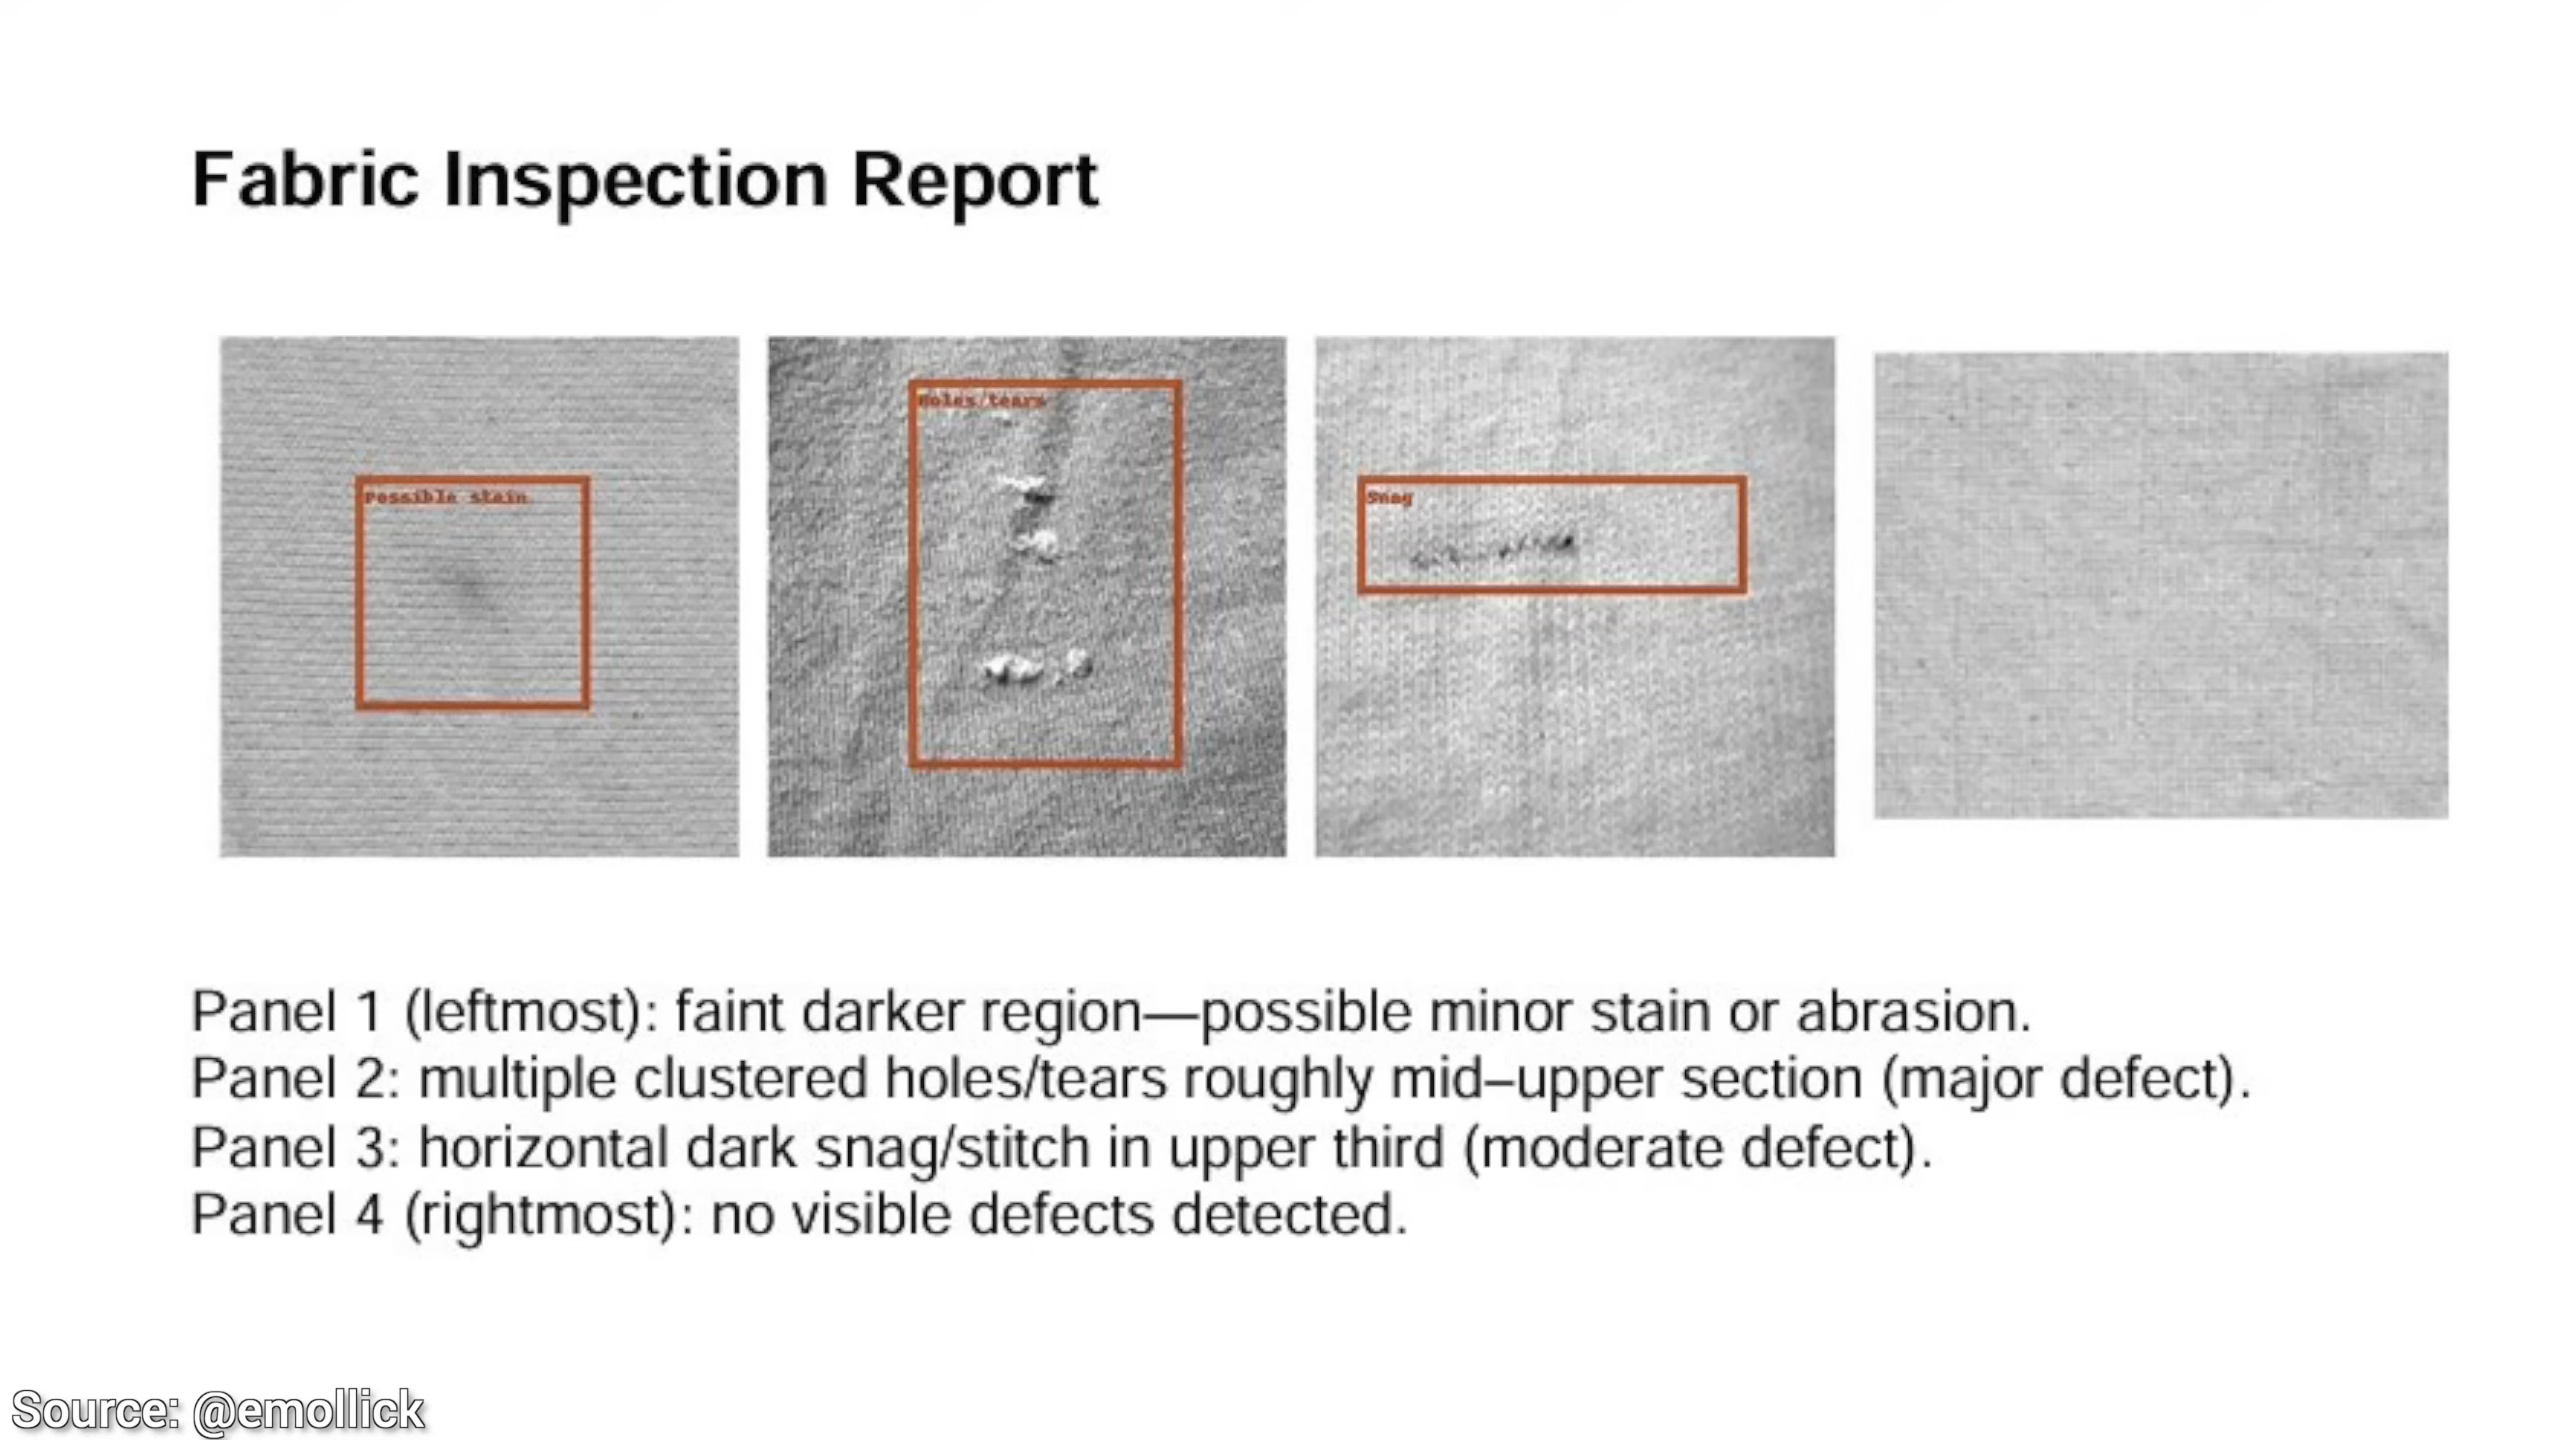 Fabric Inspection Report
Possible stain
Holes/tears
Snag
Panel 1 (leftmost): faint darker region—possible minor stain or abrasion.
Panel 2: multiple clustered holes/tears roughly mid–upper section (major defect).
Panel 3: horizontal dark snag/stitch in upper third (moderate defect).
Panel 4 (rightmost): no visible defects detected.
Source: @emollick